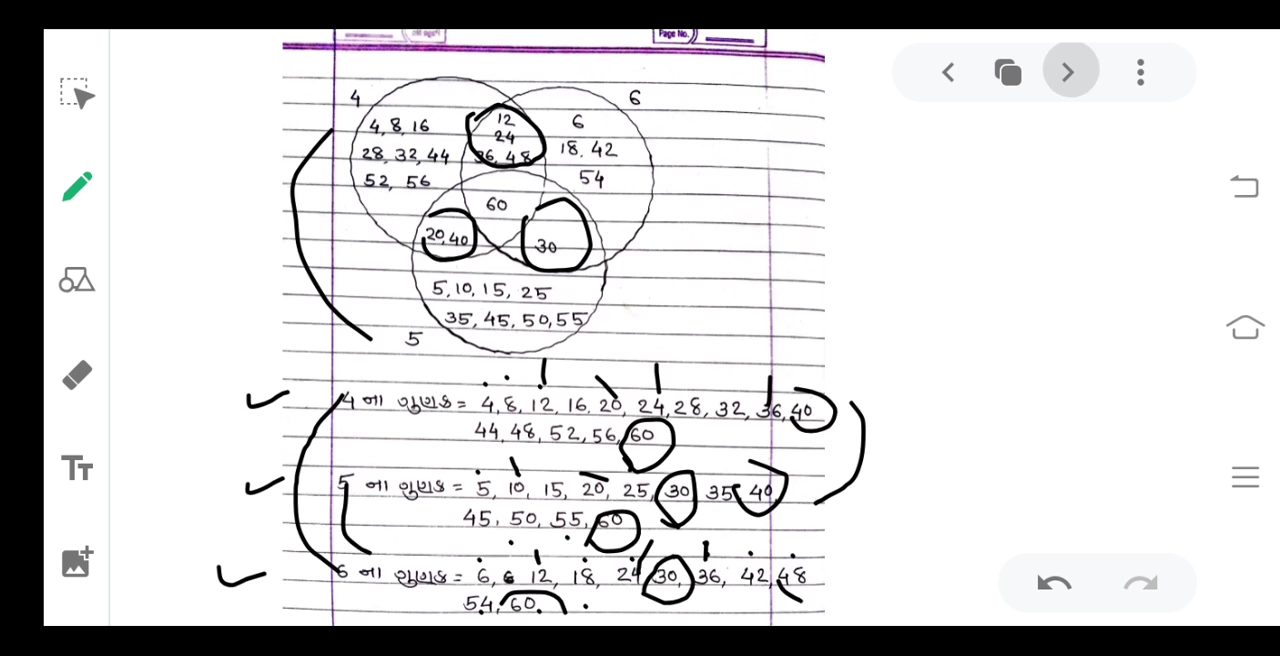 Page No.
4
6
12
4, 8, 16
24
6
28, 32, 44
36, 48
18, 42
52, 56
54
60
20, 40
30
5, 10, 15, 25
35, 45, 50, 55
5
4 ના ગુણક = 4, 8, 12, 16, 20, 24, 28, 32, 36, 40
44, 48, 52, 56, 60
5 ના ગુણક = 5, 10, 15, 20, 25, 30 35, 40
45, 50, 55, 60
6 ના ગુણક = 6, 6 12, 18, 24 30, 36, 42, 48
54, 60
TT